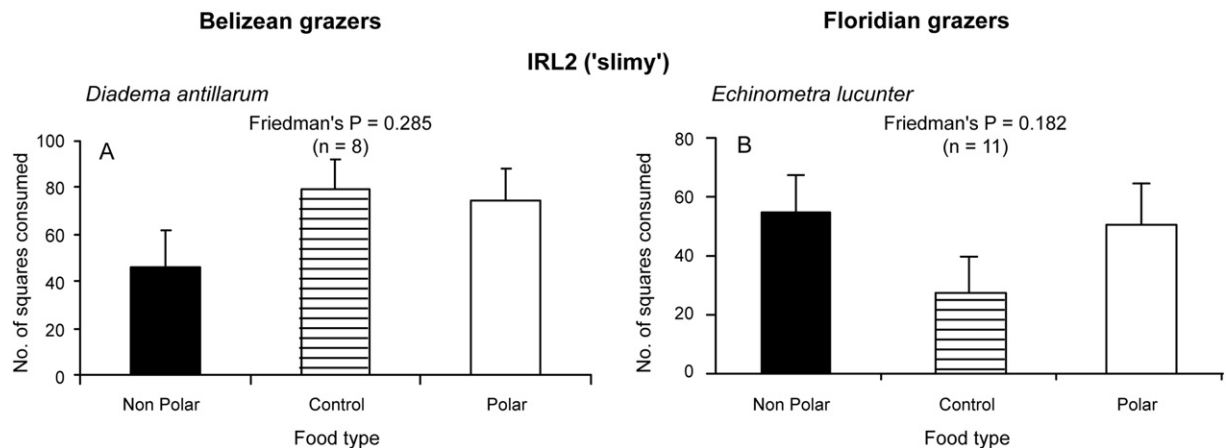 Belizean grazers
Floridian grazers
IRL2 ('slimy')
Diadema antillarum
Friedman's P = 0.285
(n = 8)
A
No. of squares consumed
100
80
60
40
20
0
Non Polar
Control
Polar
Food type
Echinometra lucunter
Friedman's P = 0.182
(n = 11)
B
No. of squares consumed
80
60
40
20
0
Non Polar
Control
Polar
Food type